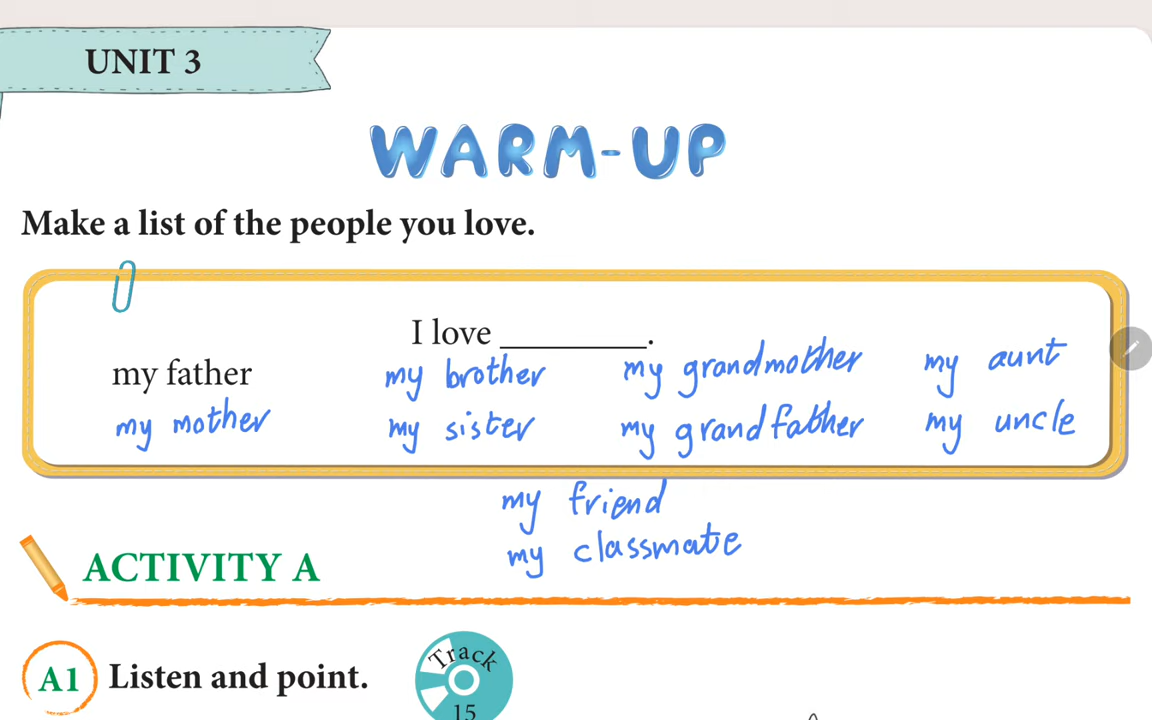 UNIT 3
WARM-UP
Make a list of the people you love.
I love _________.
my father my brother my grandmother my aunt
my mother my sister my grandfather my uncle
my friend
my classmate
ACTIVITY A
A1 Listen and point.
Track
15